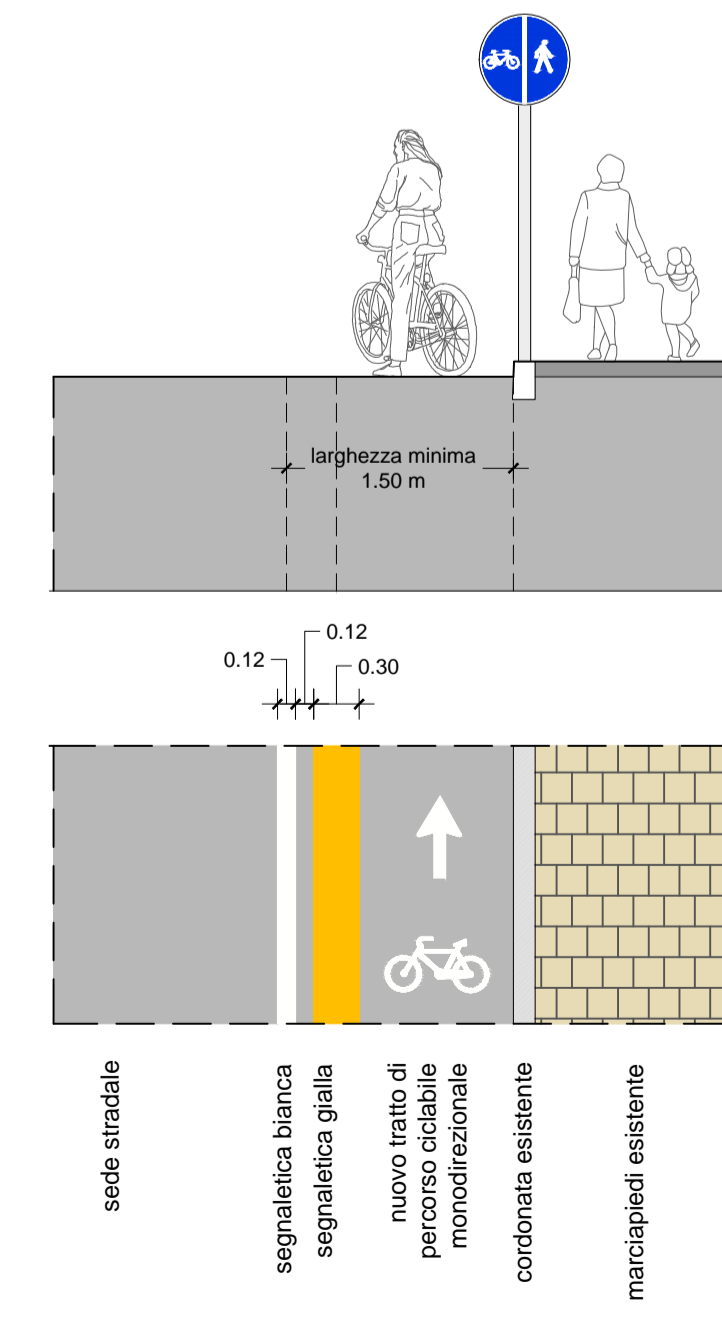 larghezza minima
1.50 m
0.12
0.12
0.30
sede stradale
segnaletica bianca
segnaletica gialla
nuovo tratto di
percorso ciclabile
monodirezionale
cordonata esistente
marciapiedi esistente